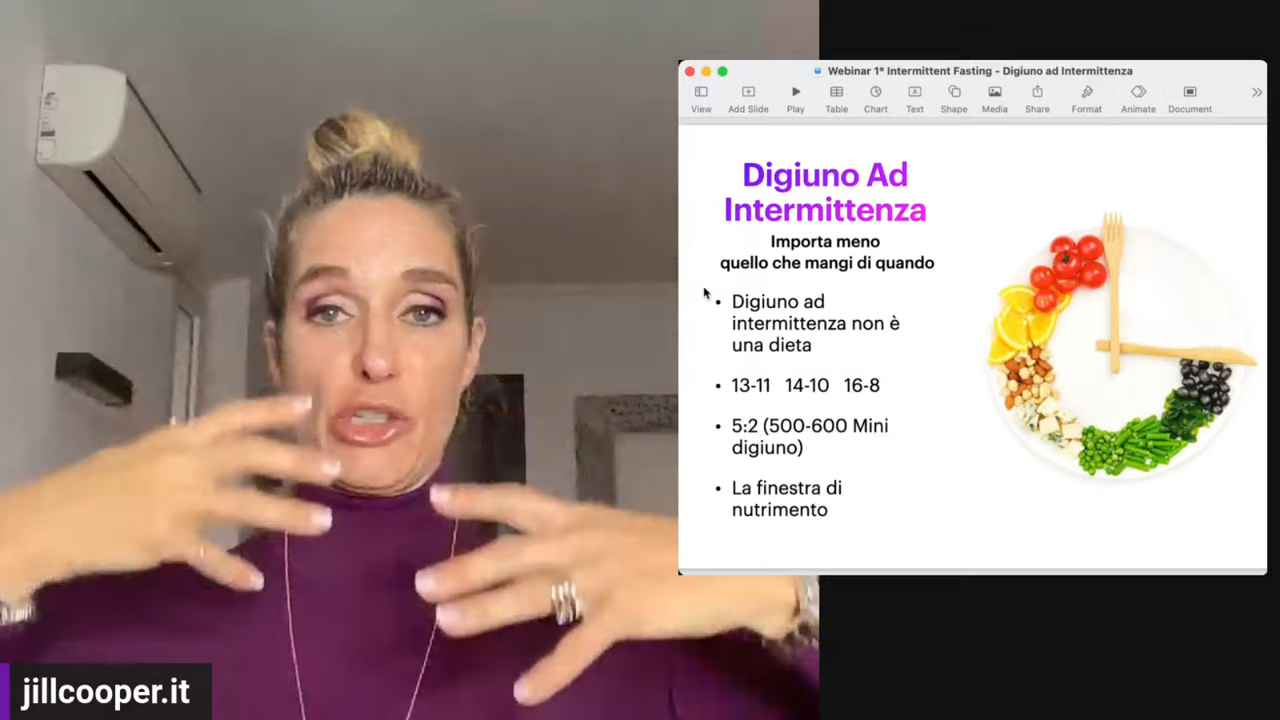 Webinar 1° Intermittent Fasting - Digiuno ad Intermittenza
View Add Slide Play Table Chart Text Shape Media Share Format Animate Document
Digiuno Ad
Intermittenza
Importa meno
quello che mangi di quando
• Digiuno ad
intermittenza non è
una dieta
• 13-11 14-10 16-8
• 5:2 (500-600 Mini
digiuno)
• La finestra di
nutrimento
jillcooper.it